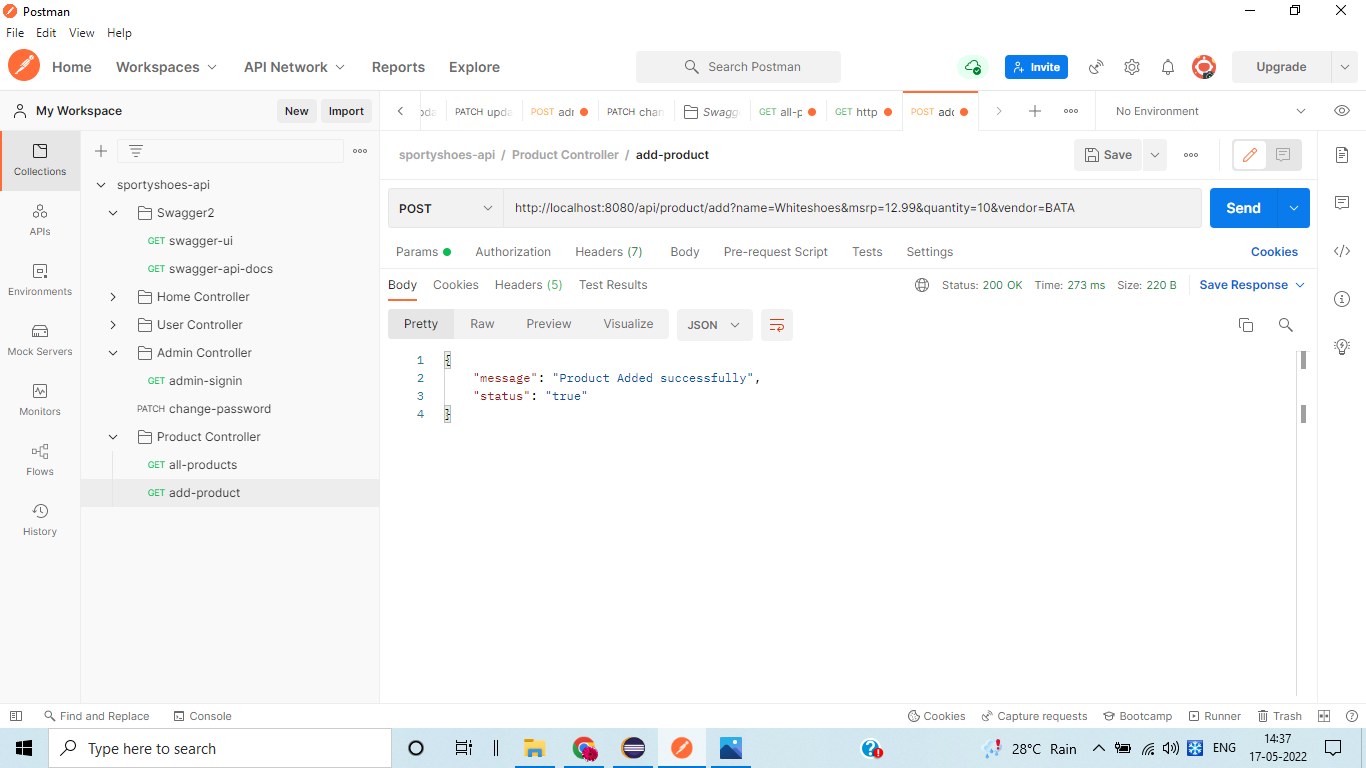 Postman
File Edit View Help
Home Workspaces API Network Reports Explore Search Postman Invite Upgrade
My Workspace New Import
PATCH upda POST adr PATCH chan Swagg GET all-p GET http POST adc No Environment
sportyshoes-api / Product Controller / add-product Save
POST http://localhost:8080/api/product/add?name=Whiteshoes&msrp=12.99&quantity=10&vendor=BATA Send
Params Authorization Headers (7) Body Pre-request Script Tests Settings Cookies
Body Cookies Headers (5) Test Results Status: 200 OK Time: 273 ms Size: 220 B Save Response
Pretty Raw Preview Visualize JSON
1 {
2 "message": "Product Added successfully",
3 "status": "true"
4 }
Collections
APIs
Environments
Mock Servers
Monitors
Flows
History
sportyshoes-api
Swagger2
GET swagger-ui
GET swagger-api-docs
Home Controller
User Controller
Admin Controller
GET admin-signin
PATCH change-password
Product Controller
GET all-products
GET add-product
Find and Replace Console Cookies Capture requests Bootcamp Runner Trash
Type here to search 28°C Rain ENG 14:37
17-05-2022